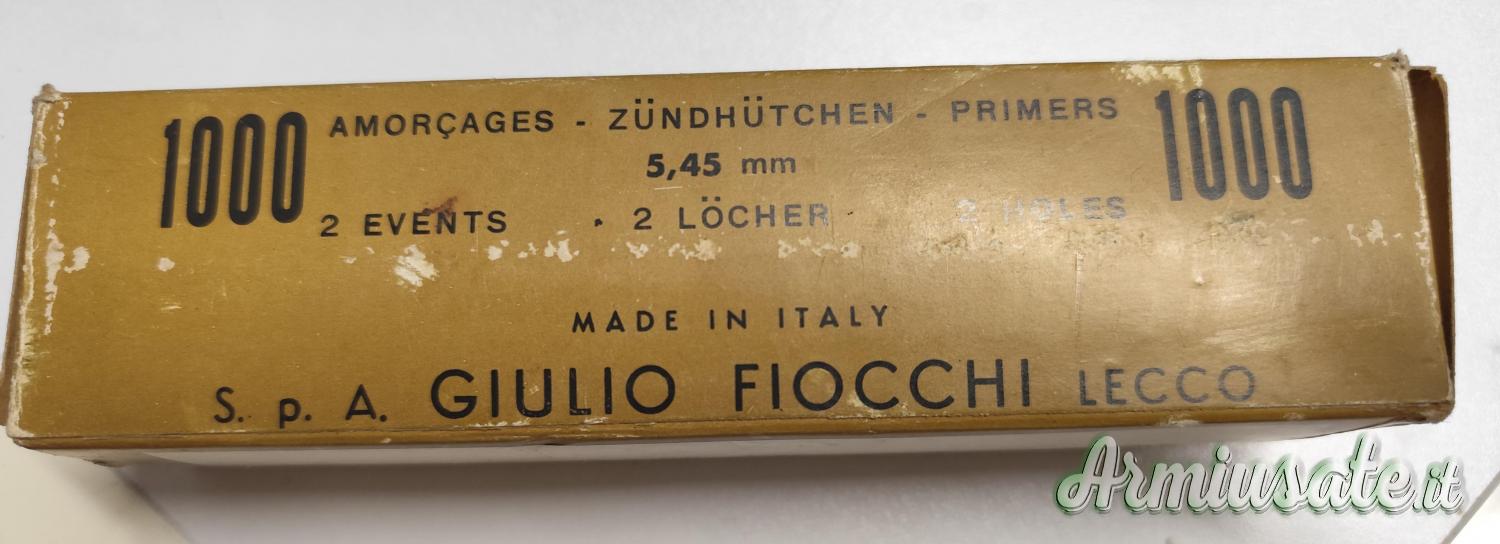 1000 AMORÇAGES - ZÜNDHÜTCHEN - PRIMERS 1000
5,45 mm
2 EVENTS · 2 LÖCHER 2 HOLES
MADE IN ITALY
S. p. A. GIULIO FIOCCHI LECCO
Armiusate.it